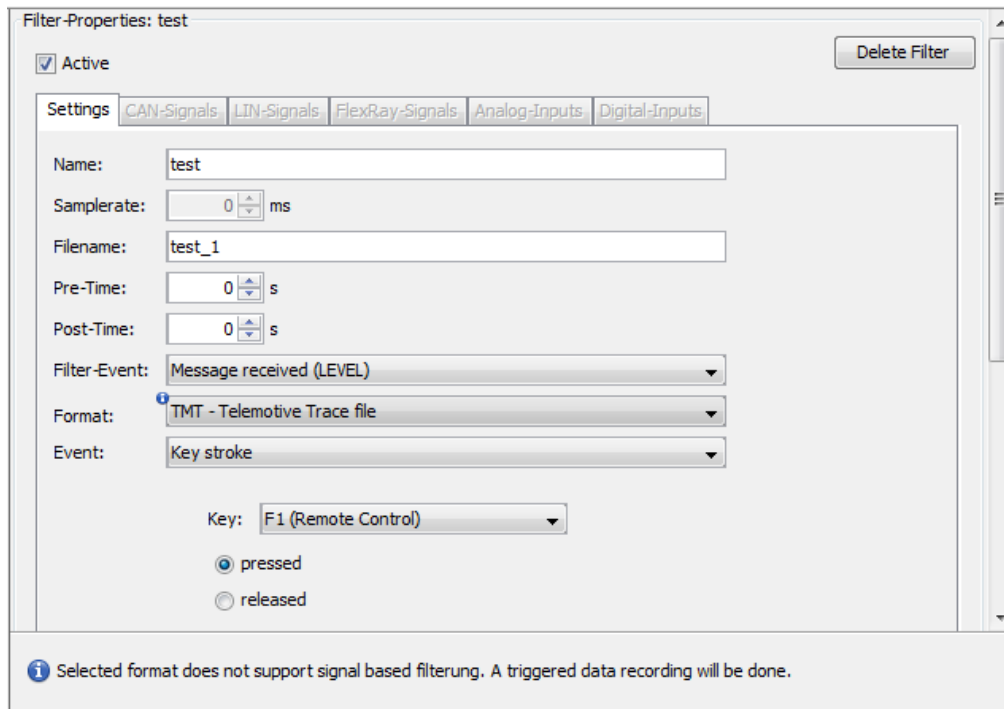 Filter-Properties: test
Delete Filter
Active
Settings CAN-Signals LIN-Signals FlexRay-Signals Analog-Inputs Digital-Inputs
Name: test
Samplerate: 0 ms
Filename: test_1
Pre-Time: 0 s
Post-Time: 0 s
Filter-Event: Message received (LEVEL)
Format: TMT - Telemotive Trace file
Event: Key stroke
Key: F1 (Remote Control)
pressed
released
Selected format does not support signal based filterung. A triggered data recording will be done.